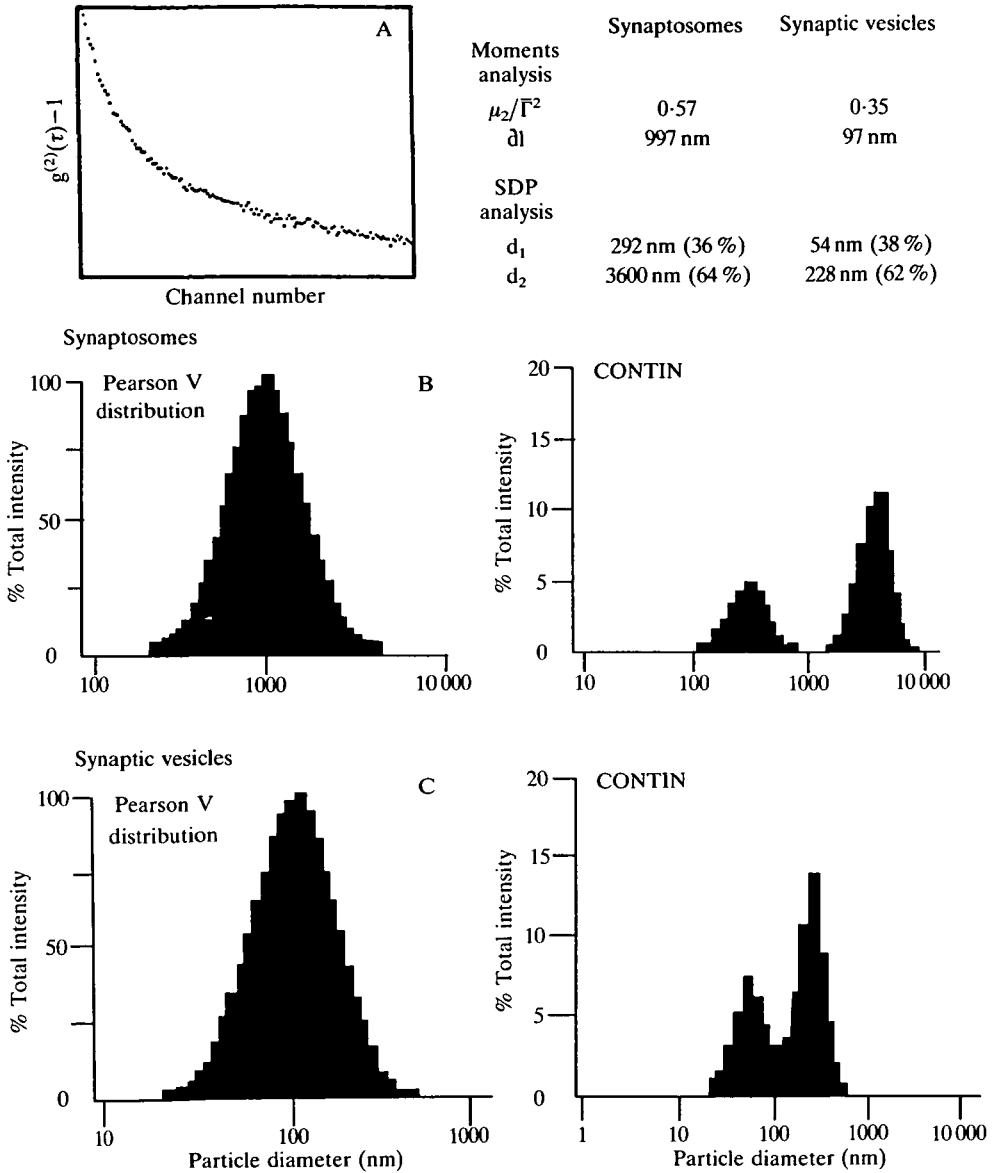 A
g(2)(τ)−1
Channel number
Synaptosomes Synaptic vesicles
Moments
analysis
μ2/Γ̄² 0·57 0·35
∂l 997 nm 97 nm
SDP
analysis
d1 292 nm (36 %) 54 nm (38 %)
d2 3600 nm (64 %) 228 nm (62 %)
Synaptosomes
Pearson V
distribution
B
% Total intensity
100
50
0
100 1000 10 000
CONTIN
% Total intensity
20
15
10
5
0
10 100 1000 10 000
Synaptic vesicles
Pearson V
distribution
C
% Total intensity
100
50
0
10 100 1000
Particle diameter (nm)
CONTIN
% Total intensity
20
15
10
5
0
1 10 100 1000 10 000
Particle diameter (nm)